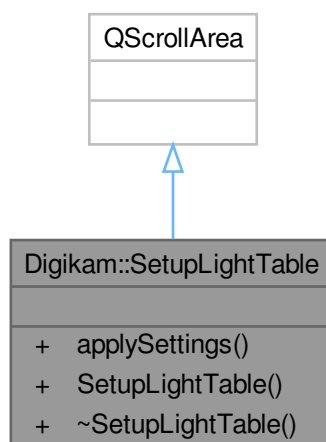 QScrollArea
Digikam::SetupLightTable
+ applySettings()
+ SetupLightTable()
+ ~SetupLightTable()